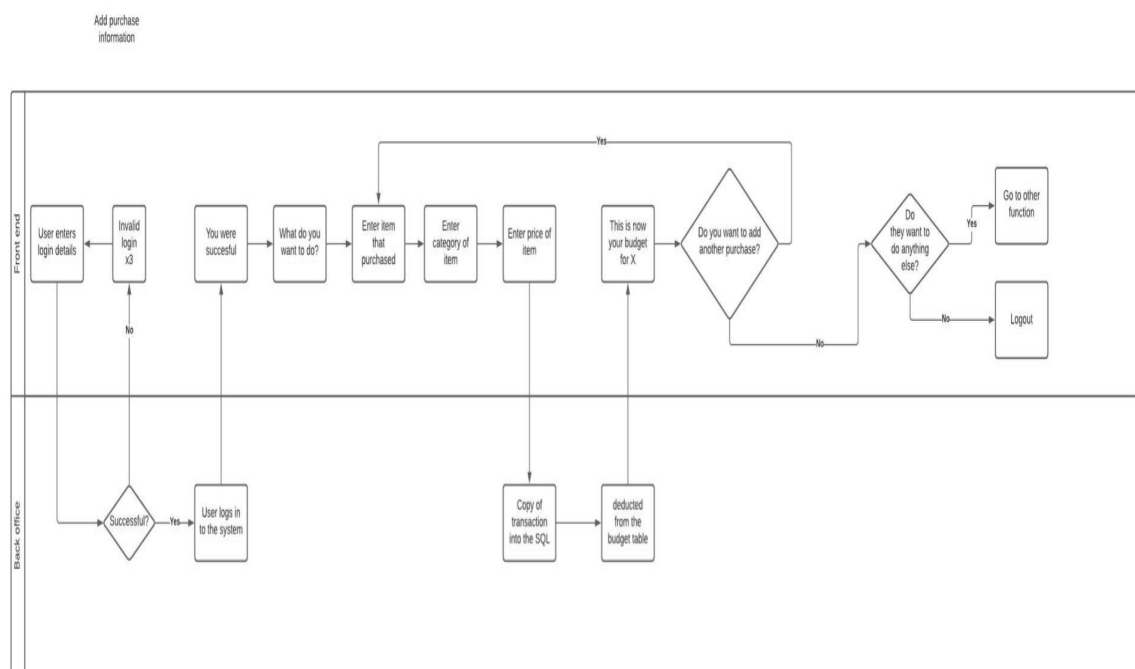 Add purchase
information
Front end
User enters
login details
Invalid
login
x3
No
You were
succesful
What do you
want to do?
Enter item
that
purchased
Enter
category of
item
Enter price of
item
This is now
your budget
for X
Do you want to add
another purchase?
Yes
No
Do
they want to
do anything
else?
Yes
Go to other
function
No
Logout
Back office
Successful?
Yes
User logs in
to the system
Copy of
transaction
into the SQL
deducted
from the
budget table